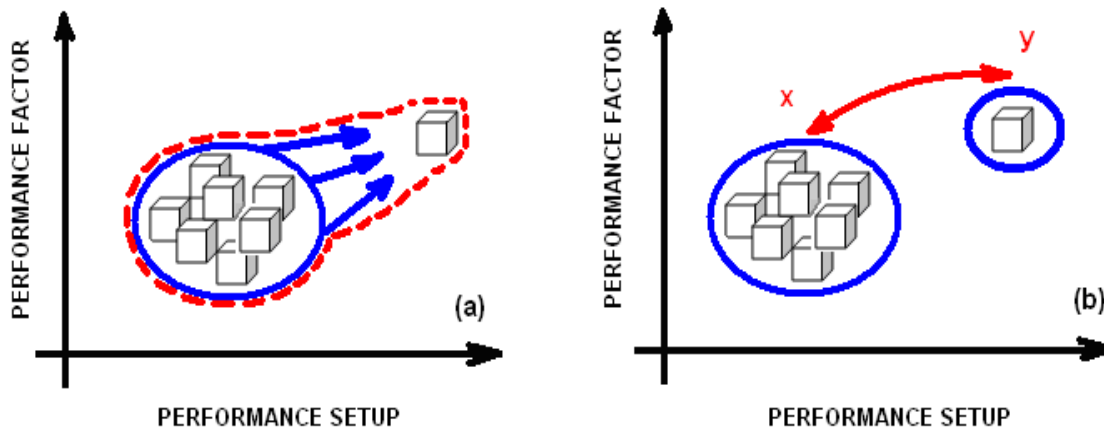 PERFORMANCE FACTOR
(a)
PERFORMANCE SETUP
PERFORMANCE FACTOR
x
y
(b)
PERFORMANCE SETUP